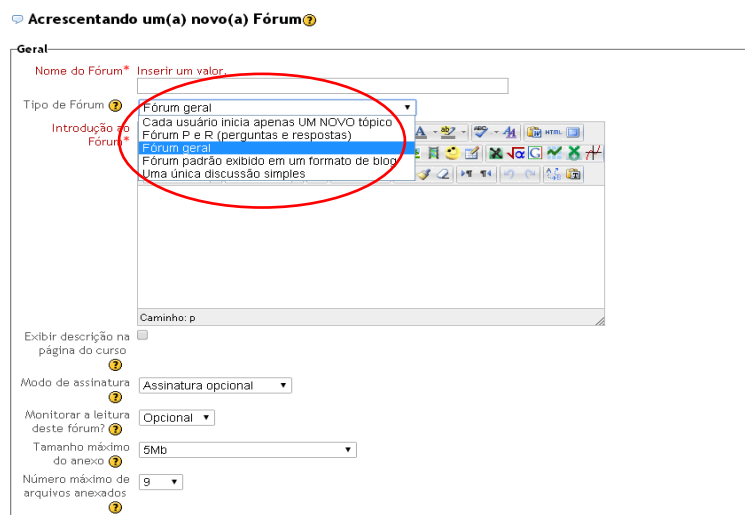 Acrescentando um(a) novo(a) Fórum
Geral
Nome do Fórum* Inserir um valor.
Tipo de Fórum Fórum geral
Cada usuário inicia apenas UM NOVO tópico
Fórum P e R (perguntas e respostas)
Fórum geral
Fórum padrão exibido em um formato de blog
Uma única discussão simples
Introdução ao
Fórum*
HTML
Caminho: p
Exibir descrição na
página do curso
Modo de assinatura Assinatura opcional
Monitorar a leitura
deste fórum? Opcional
Tamanho máximo
do anexo 5Mb
Número máximo de
arquivos anexados 9